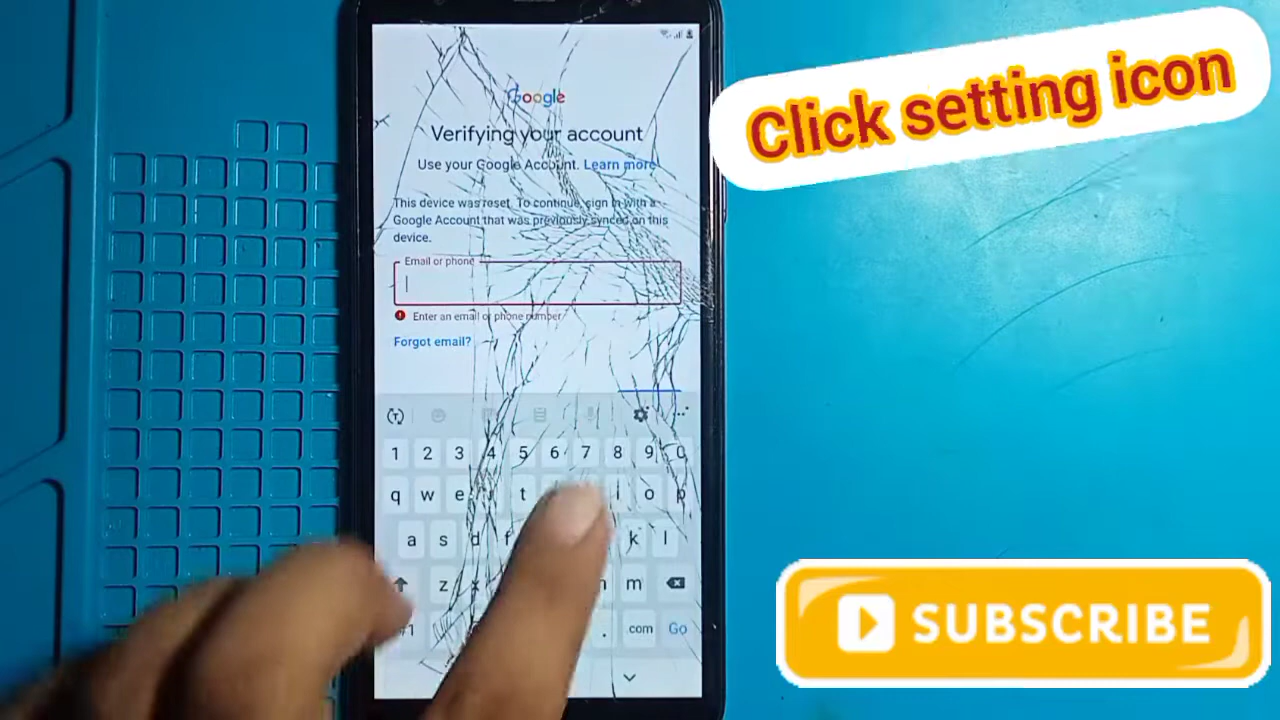 Google
Verifying your account
Use your Google Account. Learn more
This device was reset. To continue, sign in with a
Google Account that was previously synced on this
device.
Email or phone
Enter an email or phone number
Forgot email?
1 2 3 4 5 6 7 8 9 0
q w e r t i o p
a s d f k l
z x m
. .com Go
Click setting icon
SUBSCRIBE